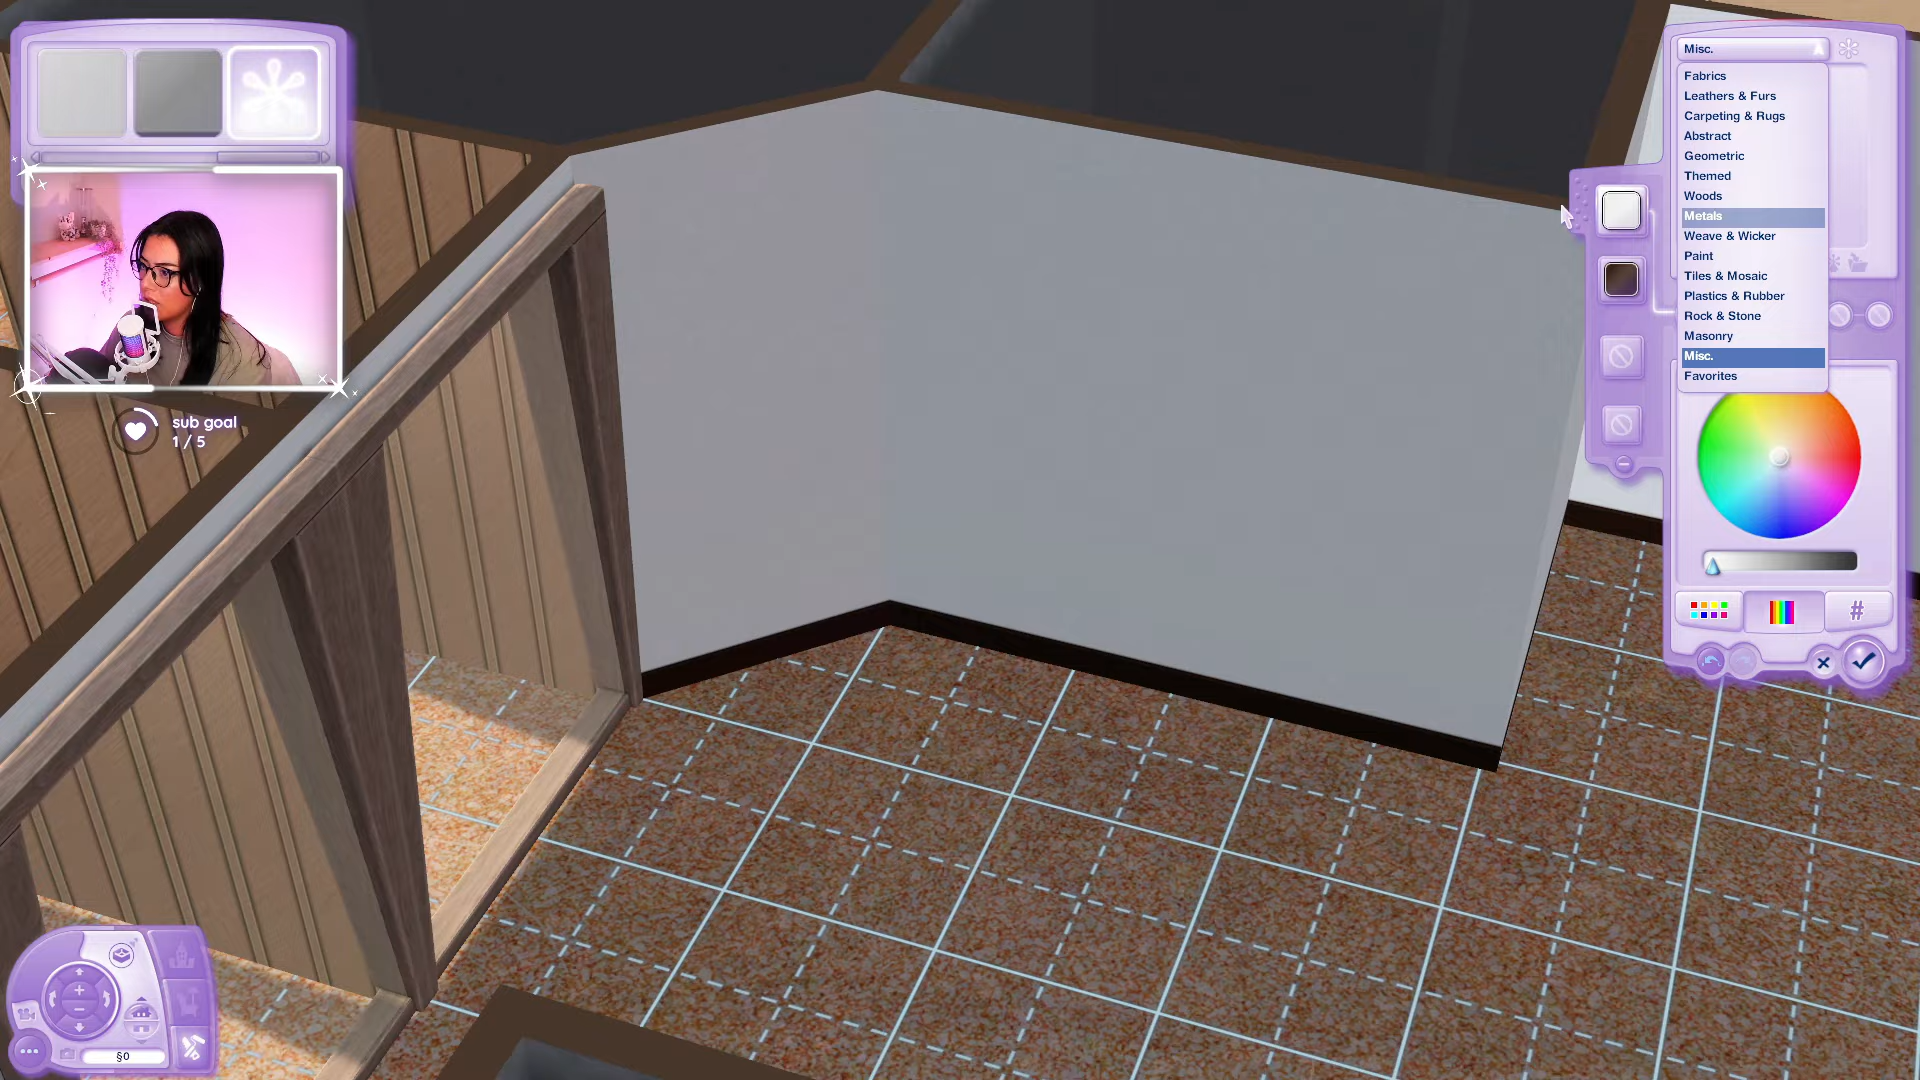 Misc.
Fabrics
Leathers & Furs
Carpeting & Rugs
Abstract
Geometric
Themed
Woods
Metals
Weave & Wicker
Paint
Tiles & Mosaic
Plastics & Rubber
Rock & Stone
Masonry
Misc.
Favorites
sub goal
1 / 5
#
§0